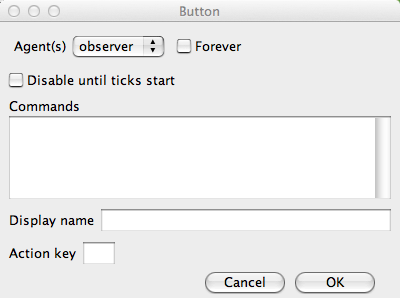 Button
Agent(s) observer Forever
Disable until ticks start
Commands
Display name
Action key
Cancel OK